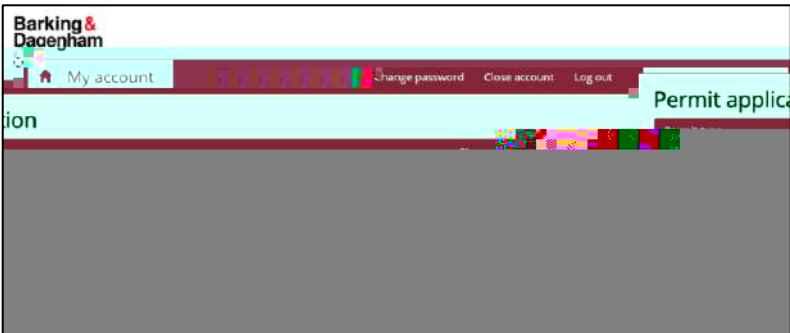 Barking &
Dagenham
My account
Change password Close account Log out
Permit applica
tion